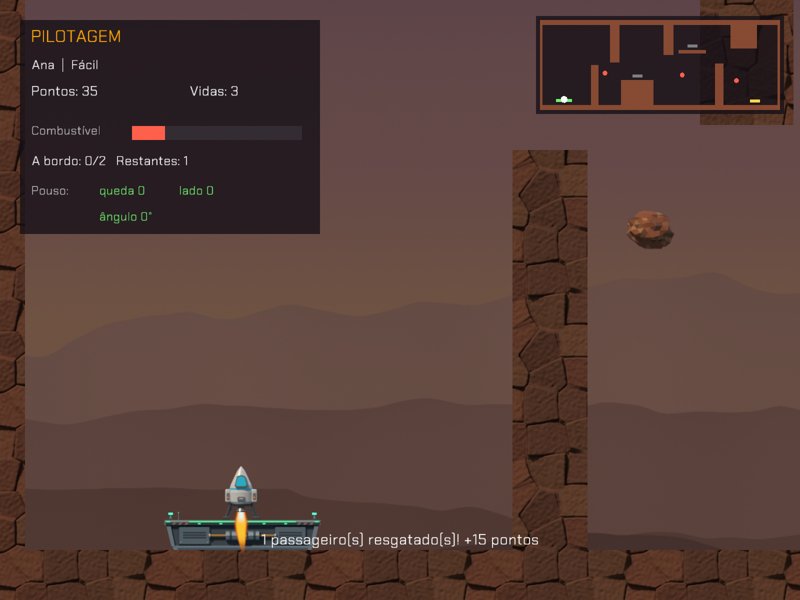 PILOTAGEM
Ana | Fácil
Pontos: 35 Vidas: 3
Combustível
A bordo: 0/2 Restantes: 1
Pouso: queda 0 lado 0
ângulo 0°
1 passageiro(s) resgatado(s)! +15 pontos